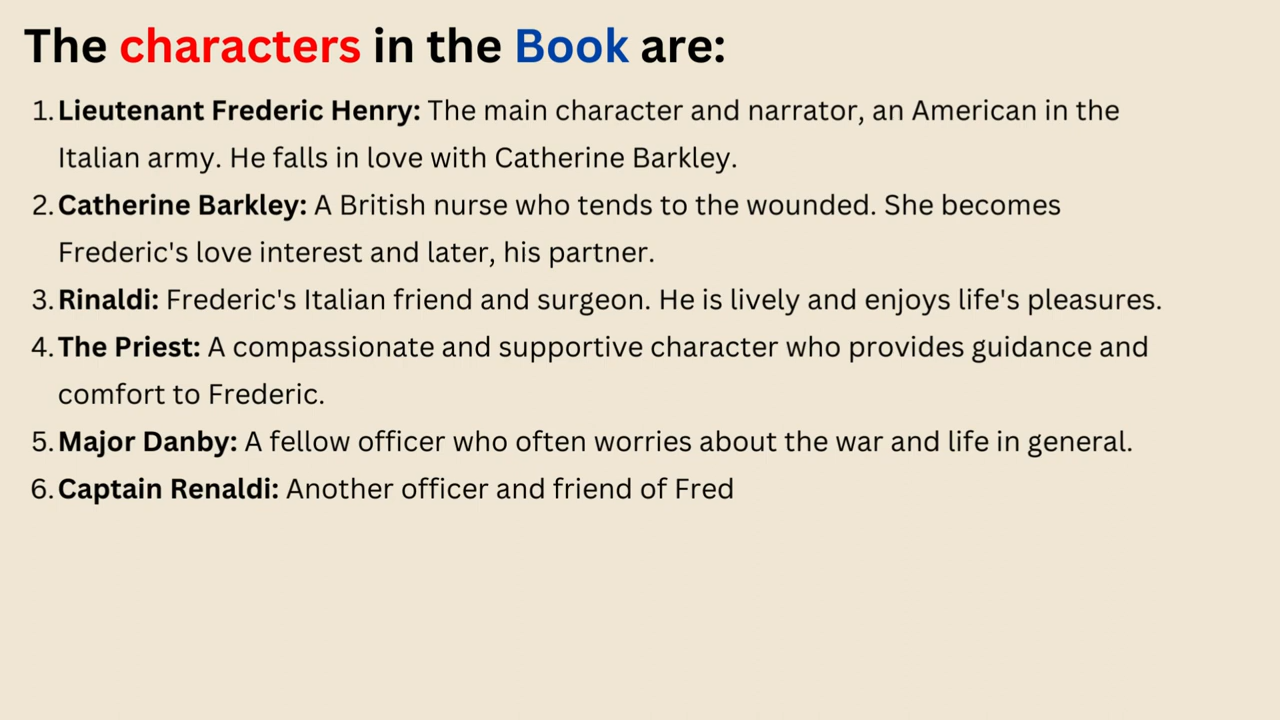 The characters in the Book are:
1. Lieutenant Frederic Henry: The main character and narrator, an American in the
Italian army. He falls in love with Catherine Barkley.
2. Catherine Barkley: A British nurse who tends to the wounded. She becomes
Frederic's love interest and later, his partner.
3. Rinaldi: Frederic's Italian friend and surgeon. He is lively and enjoys life's pleasures.
4. The Priest: A compassionate and supportive character who provides guidance and
comfort to Frederic.
5. Major Danby: A fellow officer who often worries about the war and life in general.
6. Captain Renaldi: Another officer and friend of Fred